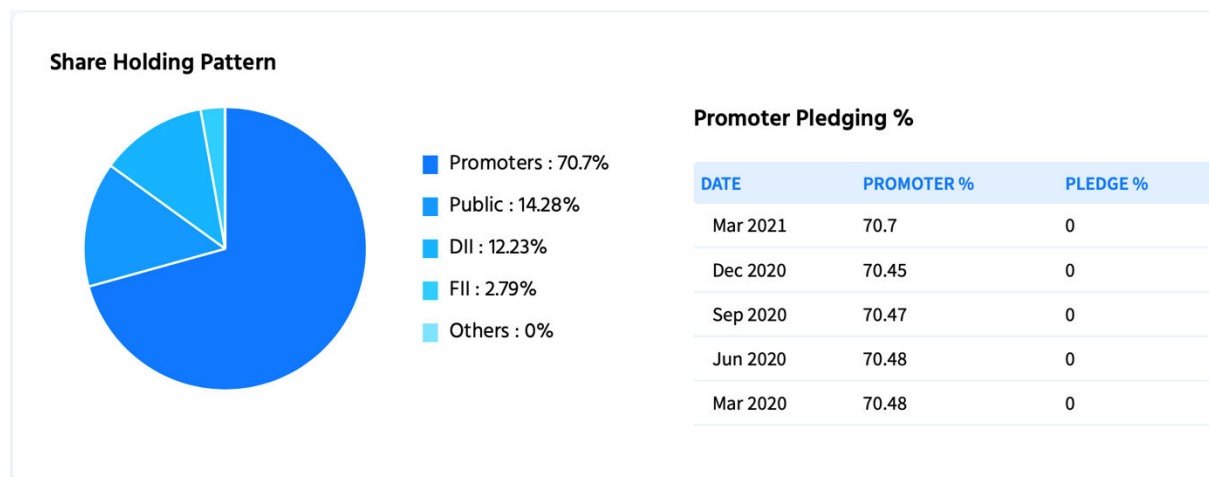 Share Holding Pattern
Promoters : 70.7%
Public : 14.28%
DII : 12.23%
FII : 2.79%
Others : 0%
Promoter Pledging %
DATE PROMOTER % PLEDGE %
Mar 2021 70.7 0
Dec 2020 70.45 0
Sep 2020 70.47 0
Jun 2020 70.48 0
Mar 2020 70.48 0